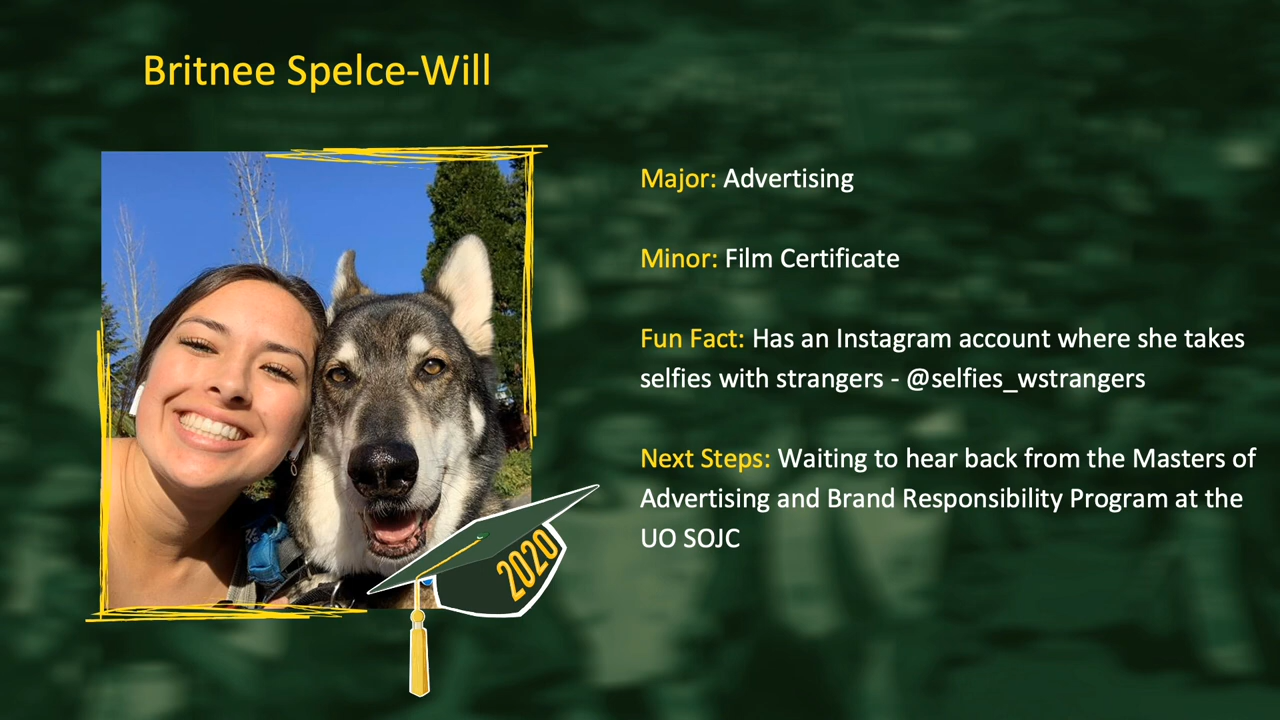 Britnee Spelce-Will
Major: Advertising
Minor: Film Certificate
Fun Fact: Has an Instagram account where she takes
selfies with strangers - @selfies_wstrangers
Next Steps: Waiting to hear back from the Masters of
Advertising and Brand Responsibility Program at the
UO SOJC
2020